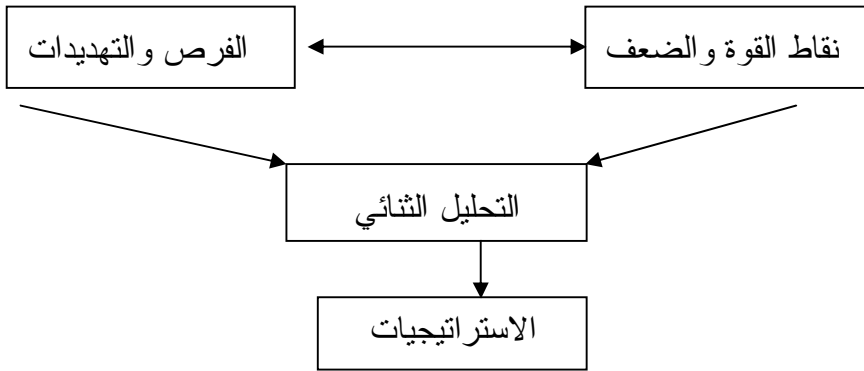 نقاط القوة والضعف
الفرص والتهديدات
التحليل الثنائي
الاستراتيجيات